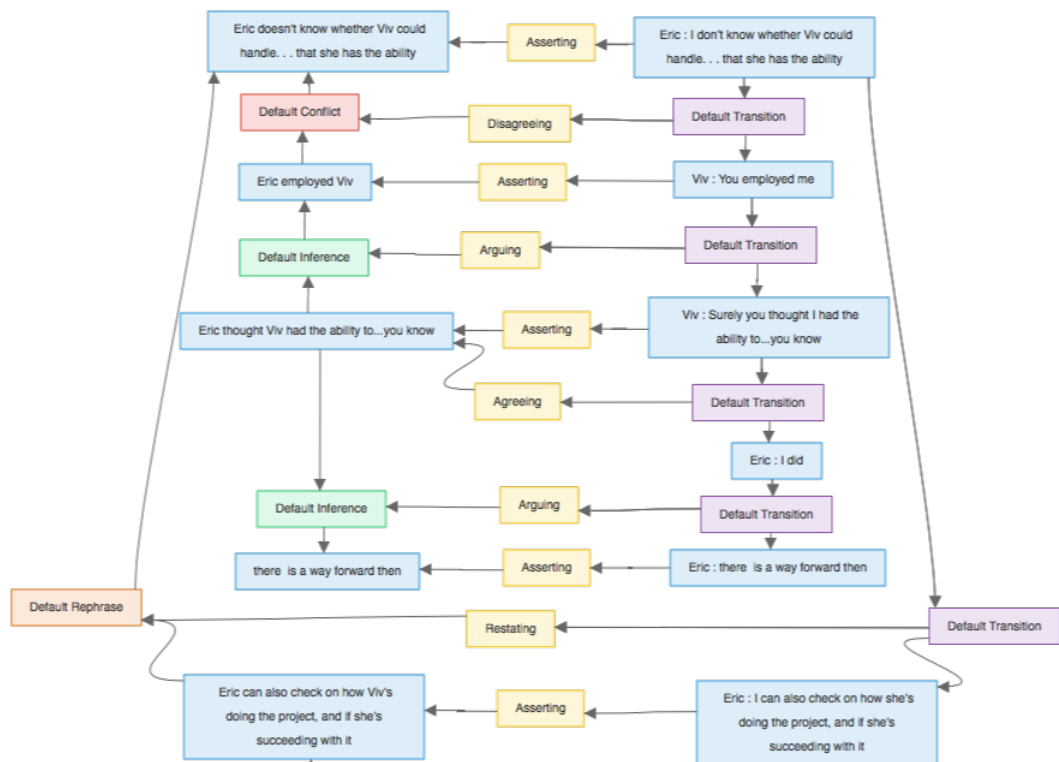 Eric doesn't know whether Viv could
handle. . . that she has the ability
Asserting
Eric : I don't know whether Viv could
handle. . . that she has the ability
Default Conflict
Disagreeing
Default Transition
Eric employed Viv
Asserting
Viv : You employed me
Default Inference
Arguing
Default Transition
Eric thought Viv had the ability to...you know
Asserting
Viv : Surely you thought I had the
ability to...you know
Agreeing
Default Transition
Eric : I did
Default Inference
Arguing
Default Transition
there is a way forward then
Asserting
Eric : there is a way forward then
Default Rephrase
Restating
Default Transition
Eric can also check on how Viv's
doing the project, and if she's
succeeding with it
Asserting
Eric : I can also check on how she's
doing the project, and if she's
succeeding with it